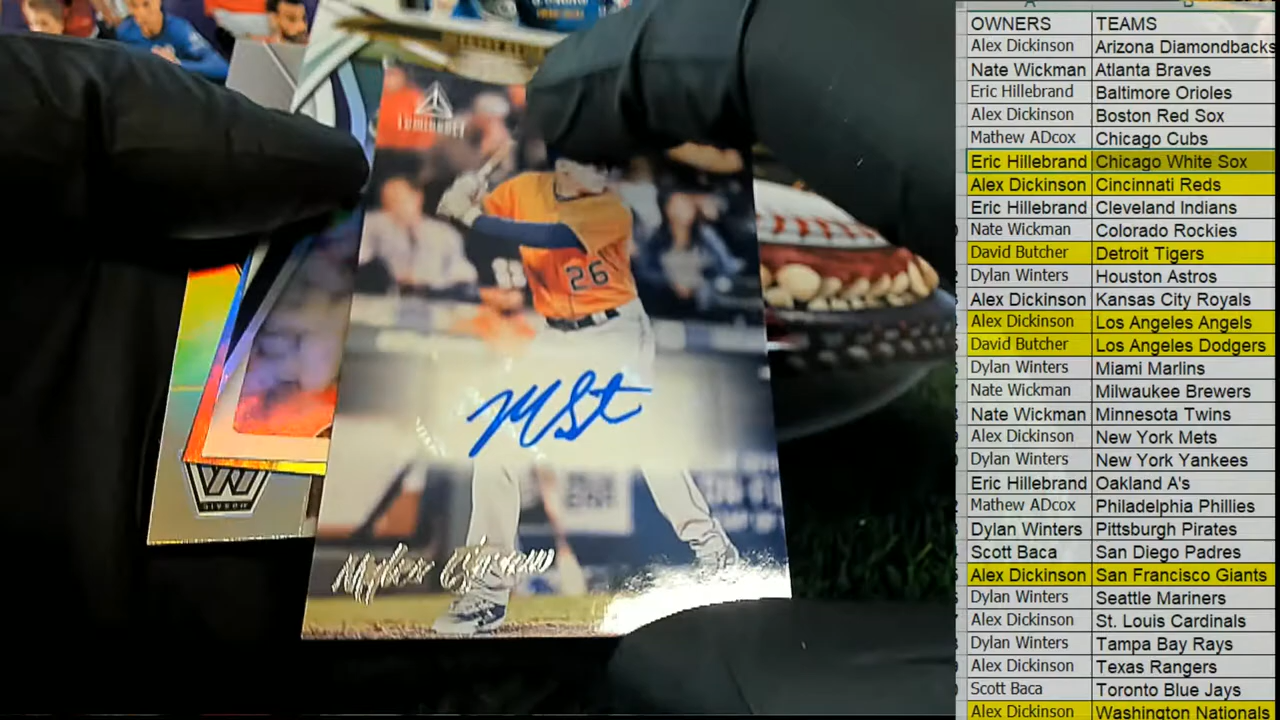 LUMINANCE
26
Myles Straw
MOSAIC
OWNERS TEAMS
Alex Dickinson Arizona Diamondbacks
Nate Wickman Atlanta Braves
Eric Hillebrand Baltimore Orioles
Alex Dickinson Boston Red Sox
Mathew ADcox Chicago Cubs
Eric Hillebrand Chicago White Sox
Alex Dickinson Cincinnati Reds
Eric Hillebrand Cleveland Indians
Nate Wickman Colorado Rockies
David Butcher Detroit Tigers
Dylan Winters Houston Astros
Alex Dickinson Kansas City Royals
Alex Dickinson Los Angeles Angels
David Butcher Los Angeles Dodgers
Dylan Winters Miami Marlins
Nate Wickman Milwaukee Brewers
Nate Wickman Minnesota Twins
Alex Dickinson New York Mets
Dylan Winters New York Yankees
Eric Hillebrand Oakland A's
Mathew ADcox Philadelphia Phillies
Dylan Winters Pittsburgh Pirates
Scott Baca San Diego Padres
Alex Dickinson San Francisco Giants
Dylan Winters Seattle Mariners
Alex Dickinson St. Louis Cardinals
Dylan Winters Tampa Bay Rays
Alex Dickinson Texas Rangers
Scott Baca Toronto Blue Jays
Alex Dickinson Washington Nationals